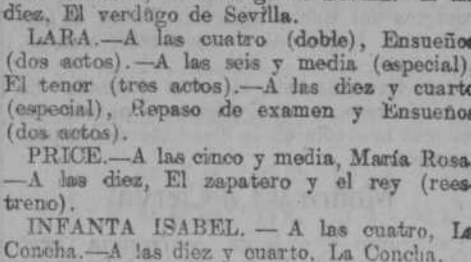 diez, El verdugo de Sevilla.
LARA.—A las cuatro (doble), Ensueños
(dos actos).—A las seis y media (especial)
El tenor (tres actos).—A las diez y cuarto
(especial), Repaso de examen y Ensueños
(dos actos).
PRICE.—A las cinco y media, María Rosa
—A las diez, El zapatero y el rey (rees-
treno).
INFANTA ISABEL. — A las cuatro, La
Concha.—A las diez y cuarto, La Concha.